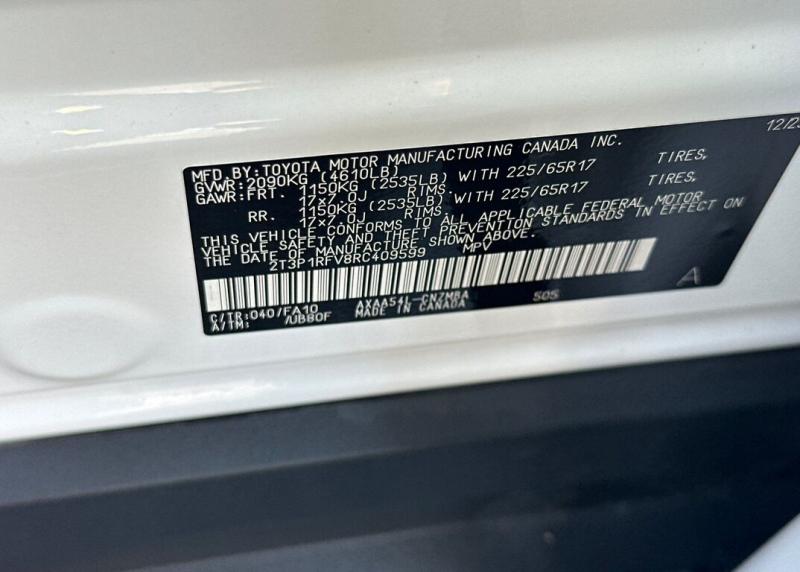 12/23
MFD. BY: TOYOTA MOTOR MANUFACTURING CANADA INC.
GVWR: 2090KG (4610LB)
GAWR: FRT. 1150KG (2535LB) WITH 225/65R17 TIRES,
17x7.0J RIMS,
RR. 1150KG (2535LB) WITH 225/65R17 TIRES,
17x7.0J RIMS,
THIS VEHICLE CONFORMS TO ALL APPLICABLE FEDERAL MOTOR
VEHICLE SAFETY AND THEFT PREVENTION STANDARDS IN EFFECT ON
THE DATE OF MANUFACTURE SHOWN ABOVE.
2T3P1RFV8RC409599 MPV
C/TR: 040/FA10 AXAA54L-CNZMBA 505 A
A/TM: /UB80F MADE IN CANADA